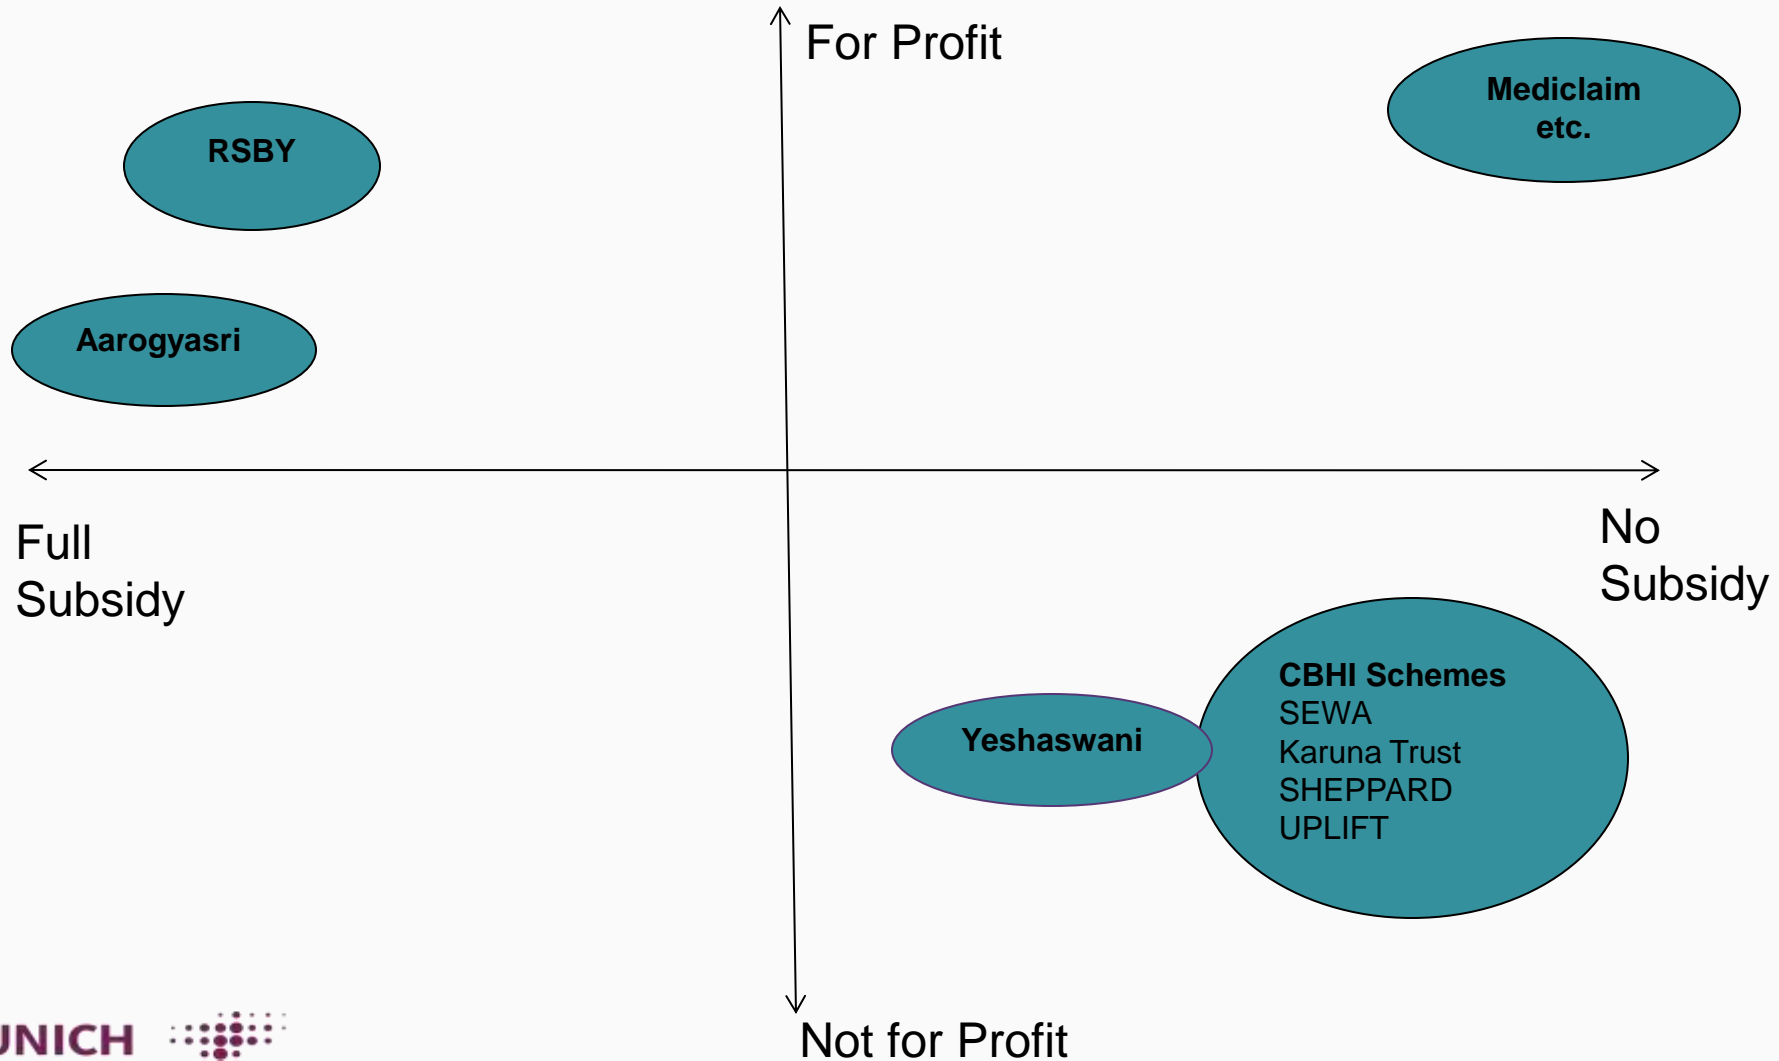 For Profit
Mediclaim
etc.
RSBY
Aarogyasri
Full
Subsidy
No
Subsidy
Yeshaswani
CBHI Schemes
SEWA
Karuna Trust
SHEPPARD
UPLIFT
Not for Profit
UNICH